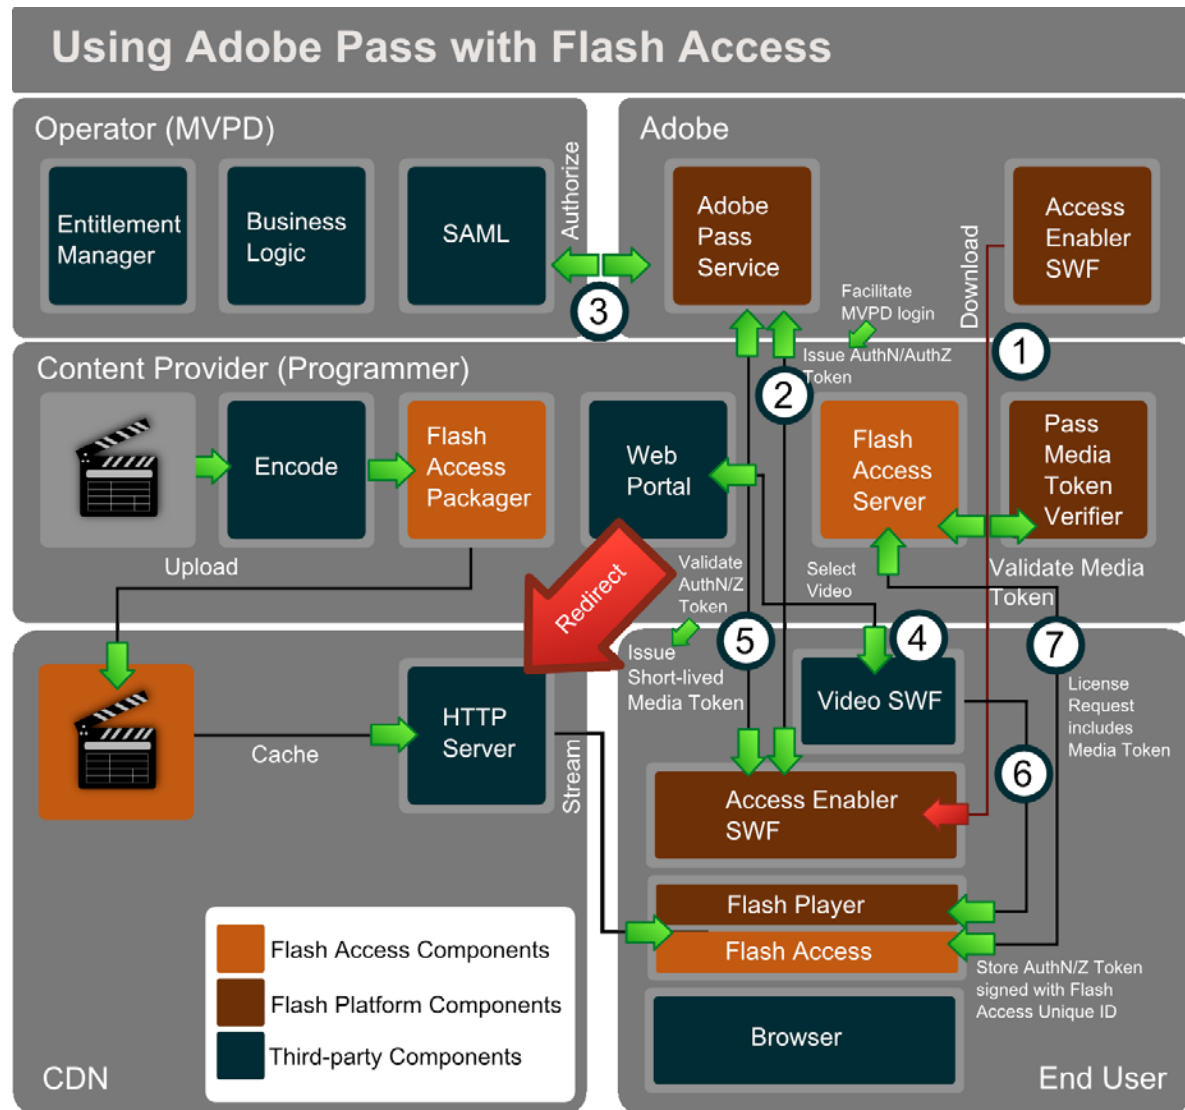 Using Adobe Pass with Flash Access
Operator (MVPD)
Entitlement
Manager
Business
Logic
SAML
Authorize
3
Adobe
Adobe
Pass
Service
Access
Enabler
SWF
Download
1
Facilitate
MVPD login
Issue AuthN/AuthZ
Token
2
Content Provider (Programmer)
Encode
Flash
Access
Packager
Web
Portal
Flash
Access
Server
Pass
Media
Token
Verifier
Upload
Redirect
Validate
AuthN/Z
Token
Select
Video
Validate Media
Token
Issue
Short-lived
Media Token
5
4
7
License
Request
includes
Media Token
HTTP
Server
Cache
Stream
Video SWF
6
Access Enabler
SWF
Flash Player
Flash Access
Store AuthN/Z Token
signed with Flash
Access Unique ID
Browser
Flash Access Components
Flash Platform Components
Third-party Components
CDN
End User